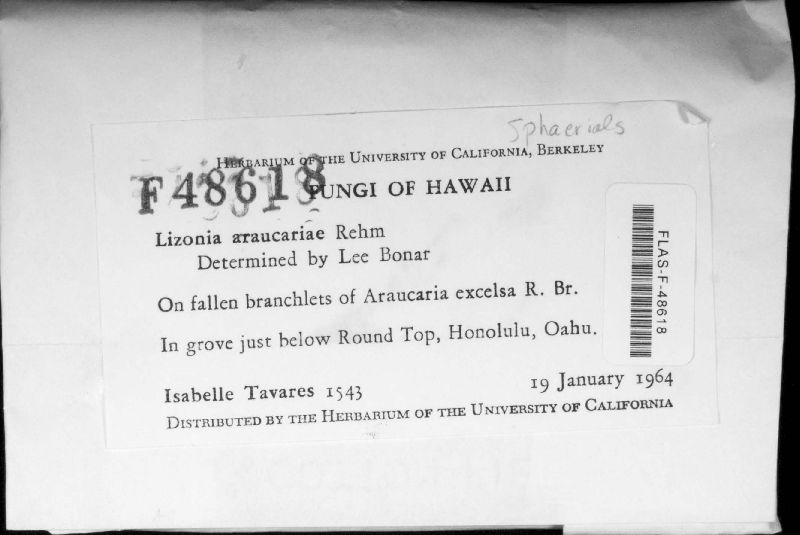 Sphaerials
HERBARIUM OF THE UNIVERSITY OF CALIFORNIA, BERKELEY
F48618
FUNGI OF HAWAII
Lizonia araucariae Rehm
Determined by Lee Bonar
On fallen branchlets of Araucaria excelsa R. Br.
In grove just below Round Top, Honolulu, Oahu.
Isabelle Tavares 1543
19 January 1964
DISTRIBUTED BY THE HERBARIUM OF THE UNIVERSITY OF CALIFORNIA
FLAS-F-48618